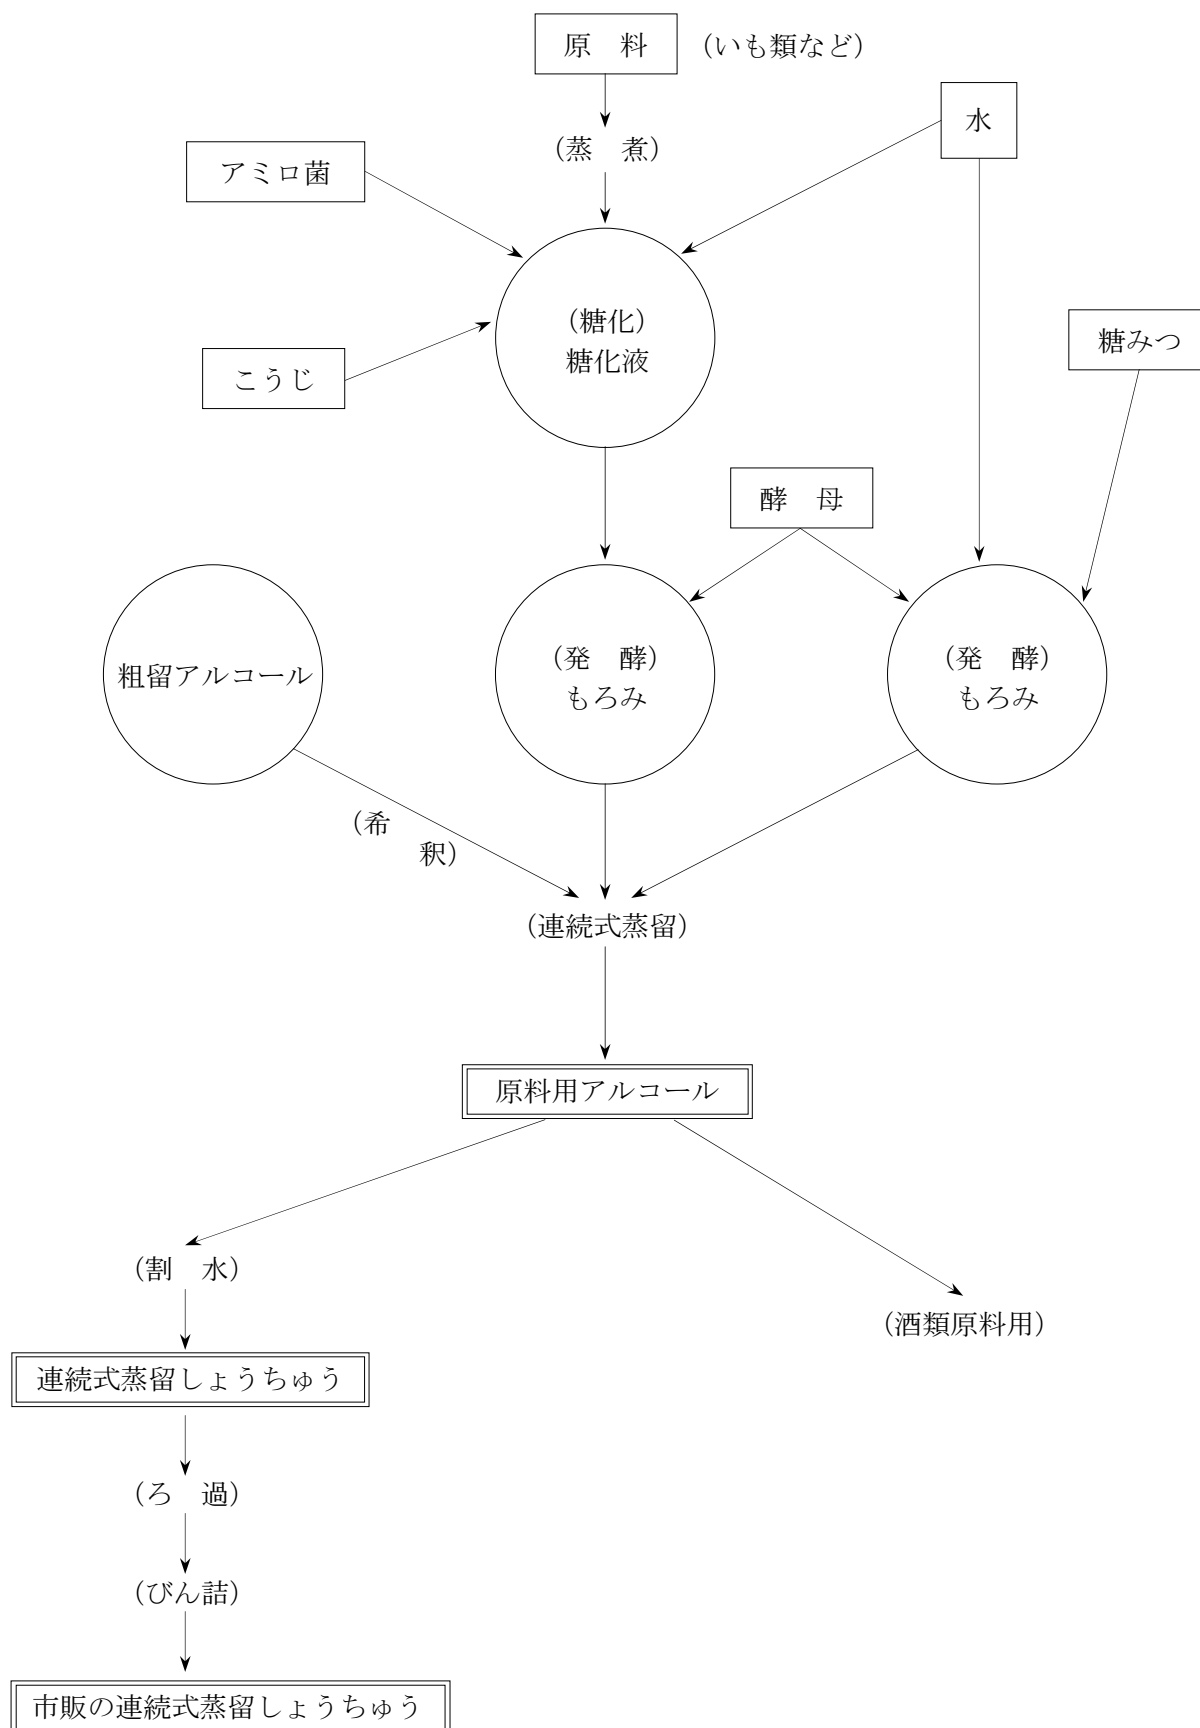 原　料
（いも類など）
（蒸　煮）
水
アミロ菌
（糖化）
糖化液
糖みつ
こうじ
酵　母
粗留アルコール
（発　酵）
もろみ
（発　酵）
もろみ
（希
釈）
（連続式蒸留）
原料用アルコール
（割　水）
（酒類原料用）
連続式蒸留しょうちゅう
（ろ　過）
（びん詰）
市販の連続式蒸留しょうちゅう